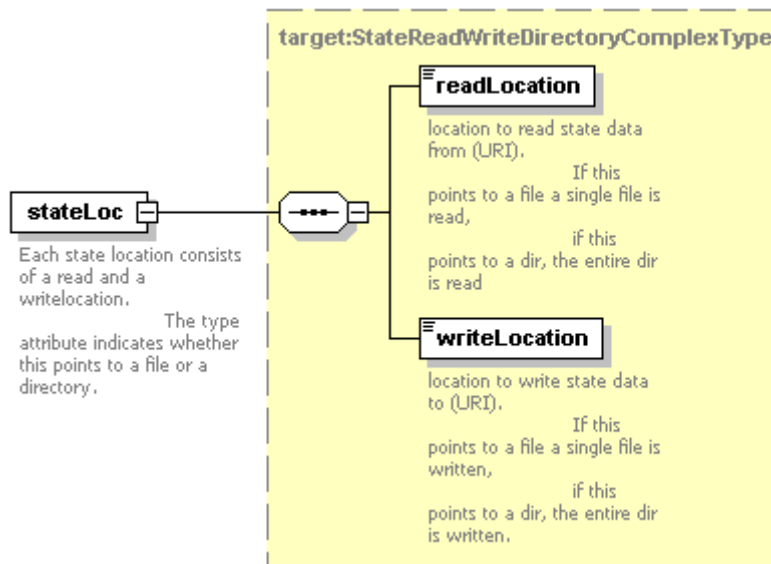 target:StateReadWriteDirectoryComplexType
readLocation
location to read state data
from (URI).
If this
points to a file a single file is
read,
if this
points to a dir, the entire dir
is read
stateLoc
Each state location consists
of a read and a
writelocation.
The type
attribute indicates whether
this points to a file or a
directory.
writeLocation
location to write state data
to (URI).
If this
points to a file a single file is
written,
if this
points to a dir, the entire dir
is written.